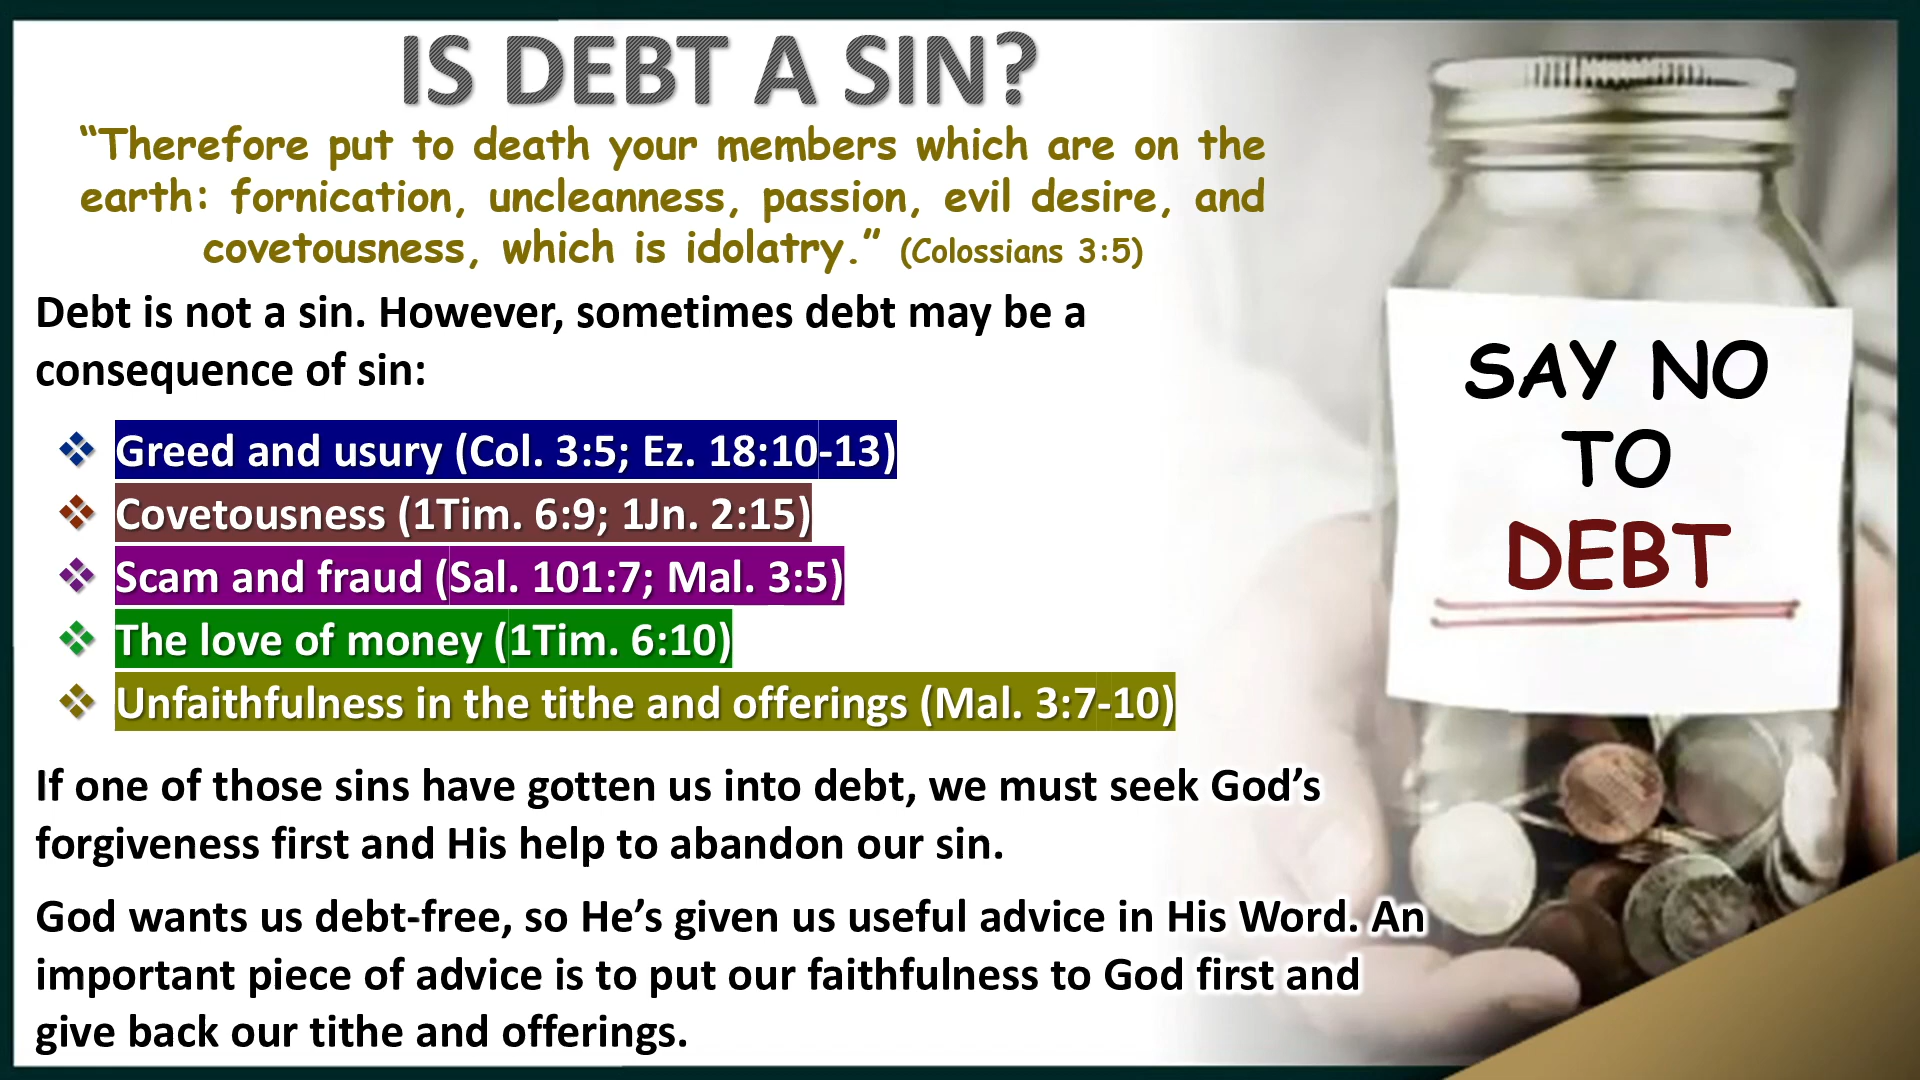 IS DEBT A SIN?
“Therefore put to death your members which are on the
earth: fornication, uncleanness, passion, evil desire, and
covetousness, which is idolatry.” (Colossians 3:5)
Debt is not a sin. However, sometimes debt may be a
consequence of sin:
❖ Greed and usury (Col. 3:5; Ez. 18:10-13)
❖ Covetousness (1Tim. 6:9; 1Jn. 2:15)
❖ Scam and fraud (Sal. 101:7; Mal. 3:5)
❖ The love of money (1Tim. 6:10)
❖ Unfaithfulness in the tithe and offerings (Mal. 3:7-10)
If one of those sins have gotten us into debt, we must seek God’s
forgiveness first and His help to abandon our sin.
God wants us debt-free, so He’s given us useful advice in His Word. An
important piece of advice is to put our faithfulness to God first and
give back our tithe and offerings.
SAY NO
TO
DEBT